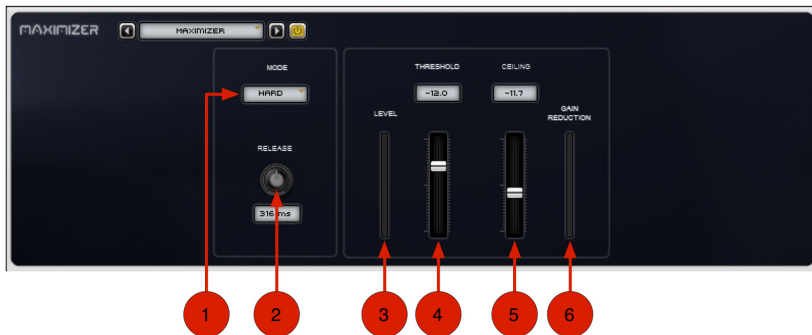 MAXIMIZER
MAXIMIZER
MODE
HARD
RELEASE
316 ms
THRESHOLD
-12.0
CEILING
-11.7
LEVEL
GAIN
REDUCTION
1
2
3
4
5
6